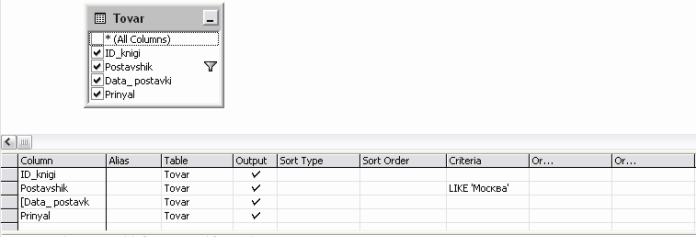 Tovar
* (All Columns)
ID_knigi
Postavshik
Data_ postavki
Prinyal
Column Alias Table Output Sort Type Sort Order Criteria Or... Or...
ID_knigi Tovar
Postavshik Tovar LIKE 'Москва'
[Data_ postavk Tovar
Prinyal Tovar